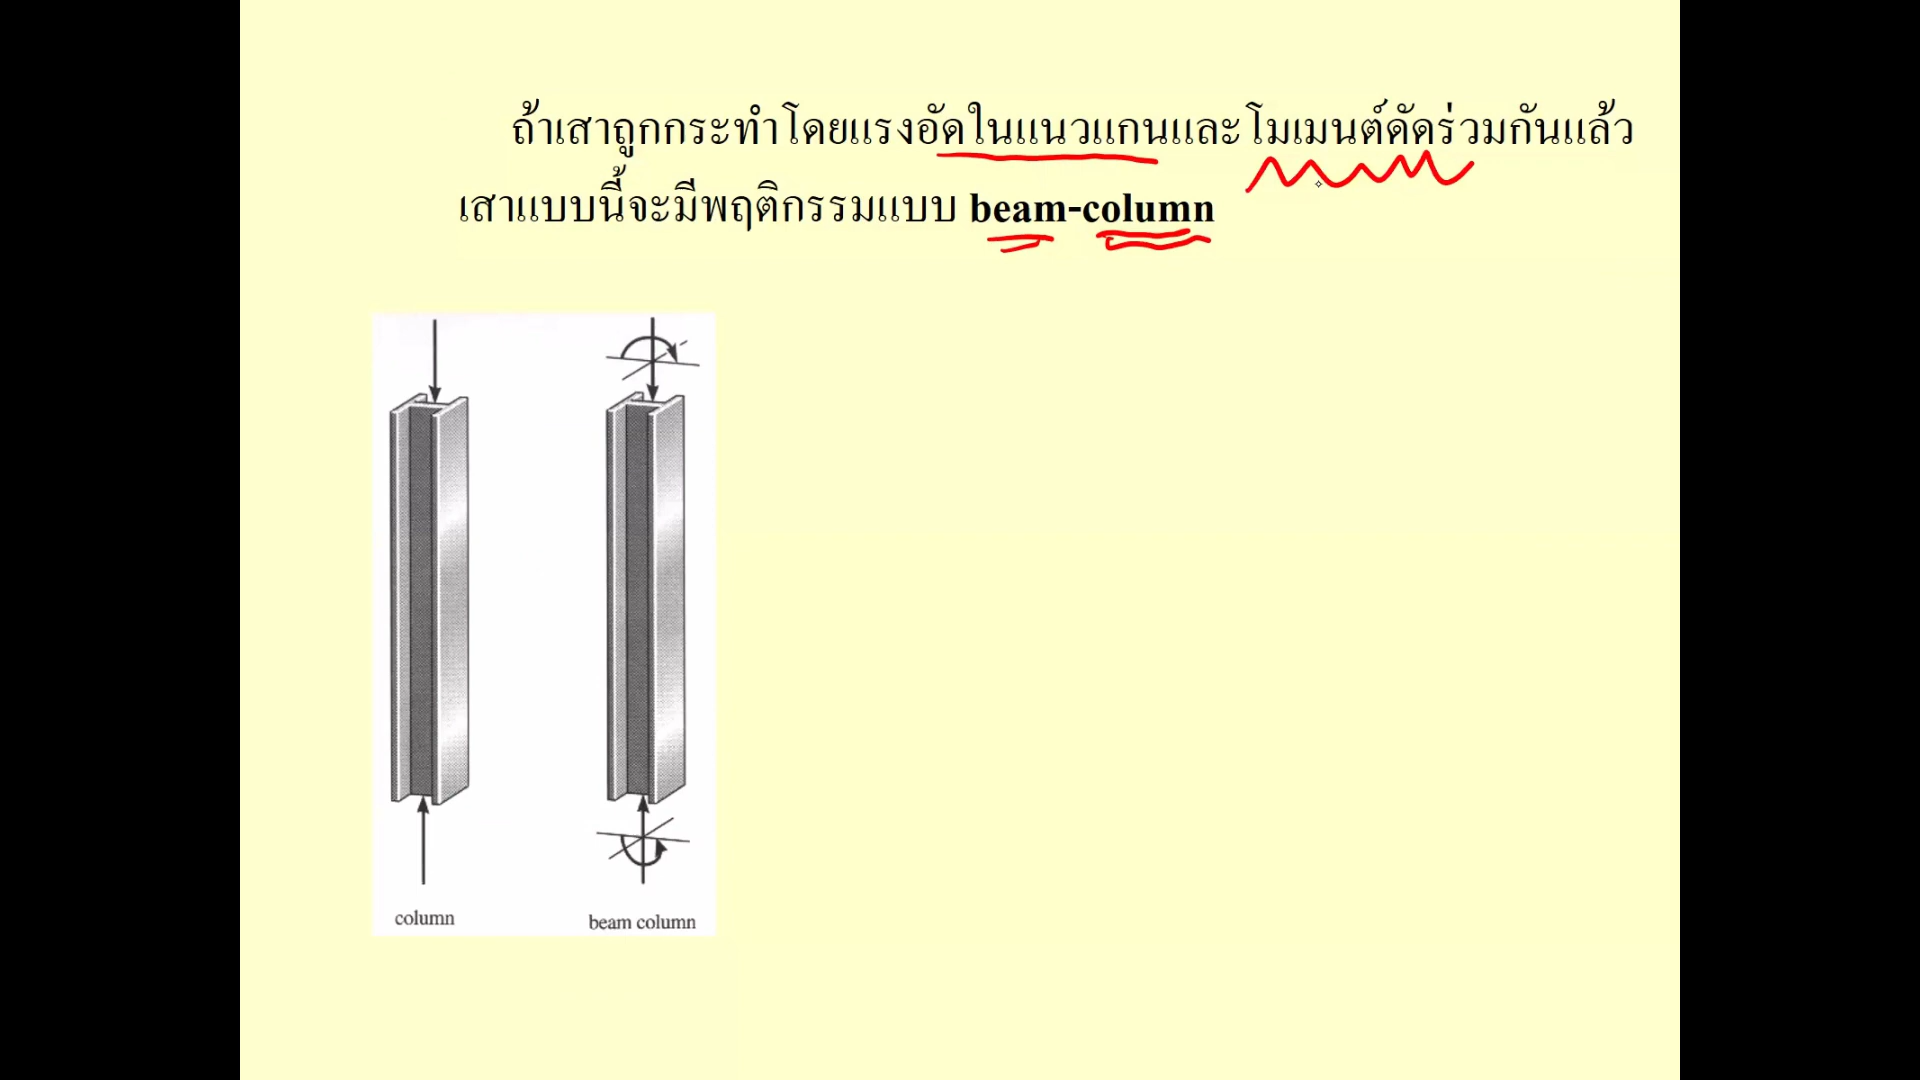 ถ้าเสาถูกกระทำโดยแรงอัดในแนวแกนและโมเมนต์ดัดร่วมกันแล้ว
เสาแบบนี้จะมีพฤติกรรมแบบ beam-column
column
beam column